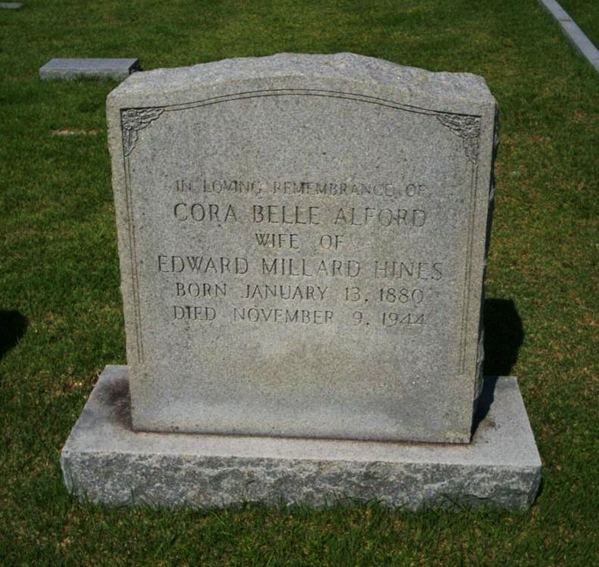 IN LOVING REMEMBRANCE OF
CORA BELLE ALFORD
WIFE OF
EDWARD MILLARD HINES
BORN JANUARY 13, 1880
DIED NOVEMBER 9, 1944